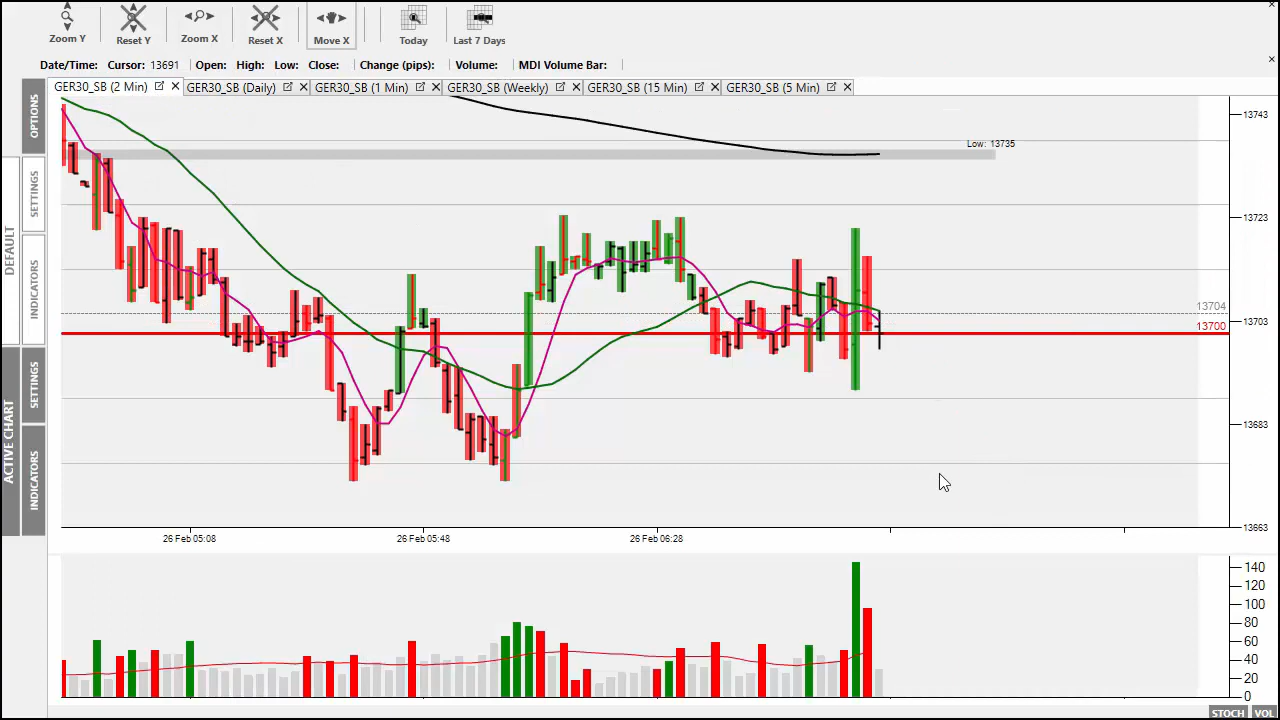 Zoom Y
Reset Y
Zoom X
Reset X
Move X
Today
Last 7 Days
Date/Time: Cursor: 13691 Open: High: Low: Close: Change (pips): Volume: MDI Volume Bar:
GER30_SB (2 Min) GER30_SB (Daily) GER30_SB (1 Min) GER30_SB (Weekly) GER30_SB (15 Min) GER30_SB (5 Min)
OPTIONS
SETTINGS
DEFAULT
INDICATORS
SETTINGS
ACTIVE CHART
INDICATORS
Low: 13735
13743
13723
13704
13700
13703
13683
13663
26 Feb 05:08
26 Feb 05:48
26 Feb 06:28
140
120
100
80
60
40
20
0
STOCH VOL